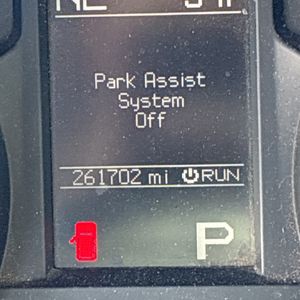 Park Assist
System
Off
261702 mi RUN
P